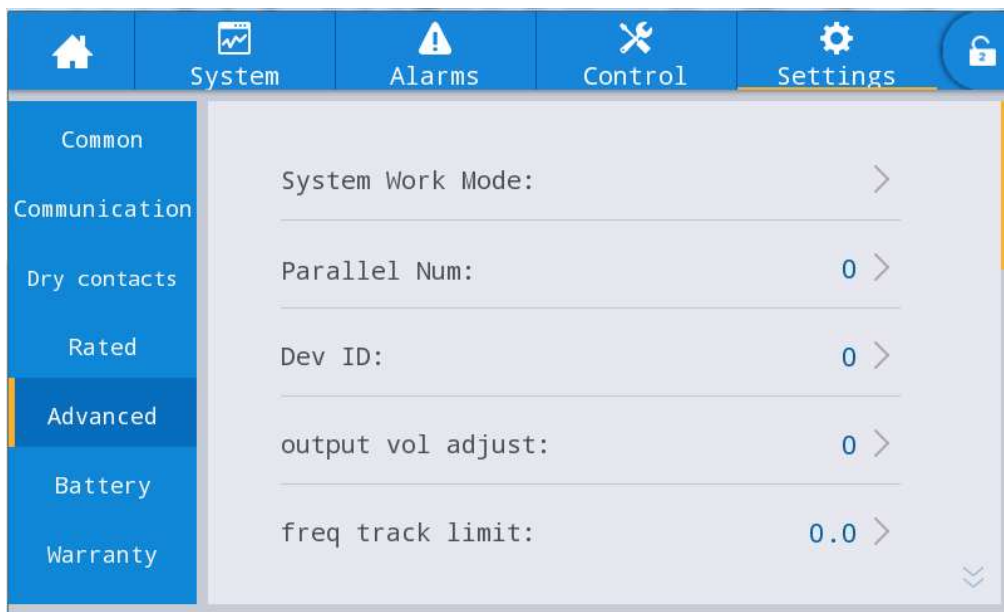 System
Alarms
Control
Settings
2
Common
Communication
Dry contacts
Rated
Advanced
Battery
Warranty
System Work Mode:
Parallel Num: 0
Dev ID: 0
output vol adjust: 0
freq track limit: 0.0